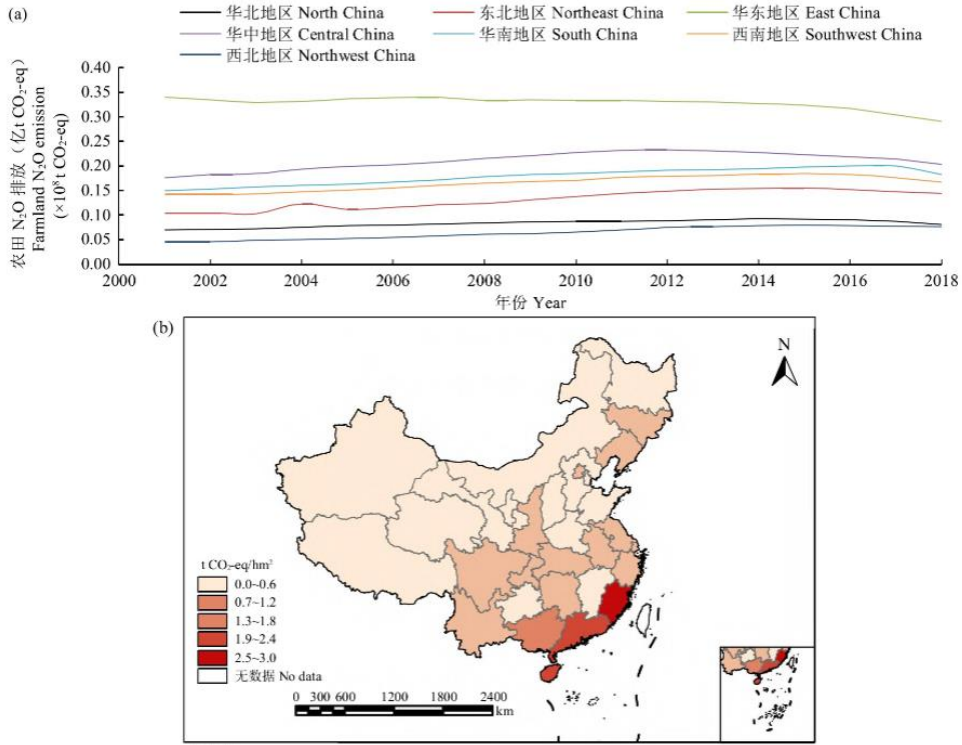 (a)
华北地区 North China 东北地区 Northeast China 华东地区 East China
华中地区 Central China 华南地区 South China 西南地区 Southwest China
西北地区 Northwest China
农田 N₂O 排放（亿t CO₂-eq）
Farmland N₂O emission
(×10⁸ t CO₂-eq)
0.40
0.35
0.30
0.25
0.20
0.15
0.10
0.05
0.00
2000 2002 2004 2006 2008 2010 2012 2014 2016 2018
年份 Year
(b)
N
t CO₂-eq/hm²
0.0~0.6
0.7~1.2
1.3~1.8
1.9~2.4
2.5~3.0
无数据 No data
0 300 600 1200 1800 2400
km